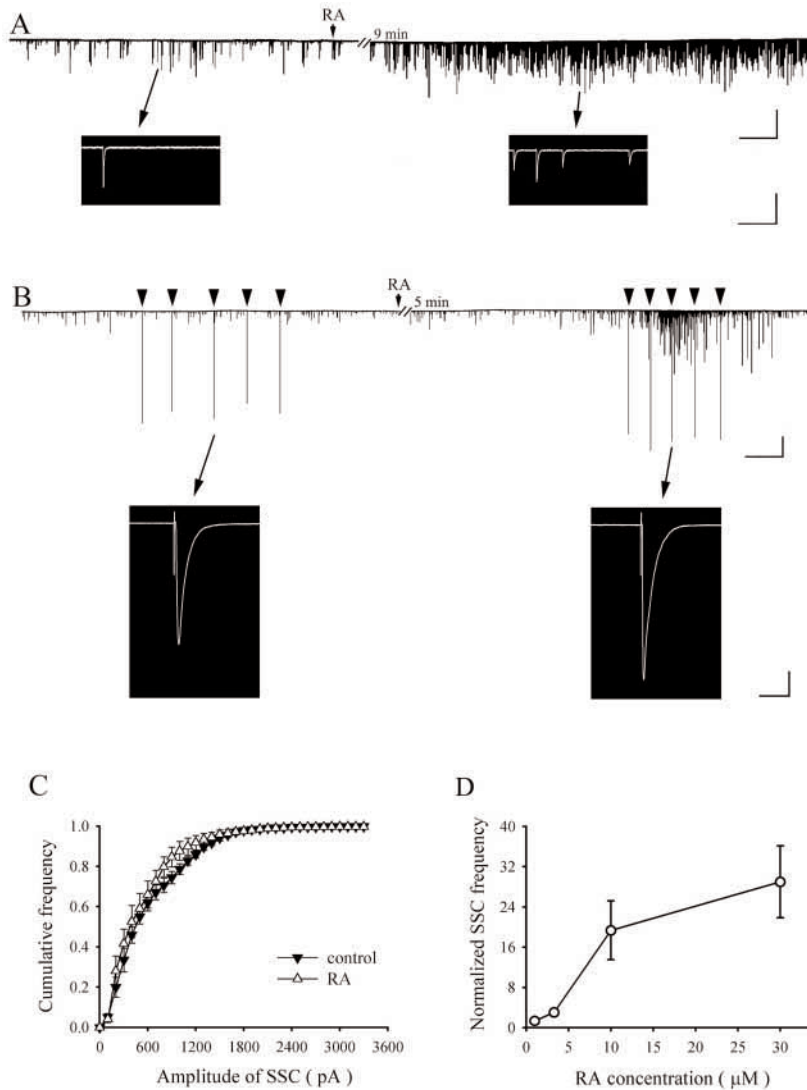 A
RA
9 min
B
RA
5 min
C
Cumulative frequency
1.0
0.8
0.6
0.4
0.2
0.0
control
RA
0 600 1200 1800 2400 3000 3600
Amplitude of SSC ( pA )
D
Normalized SSC frequency
40
32
24
16
8
0
0 5 10 15 20 25 30
RA concentration ( μM )